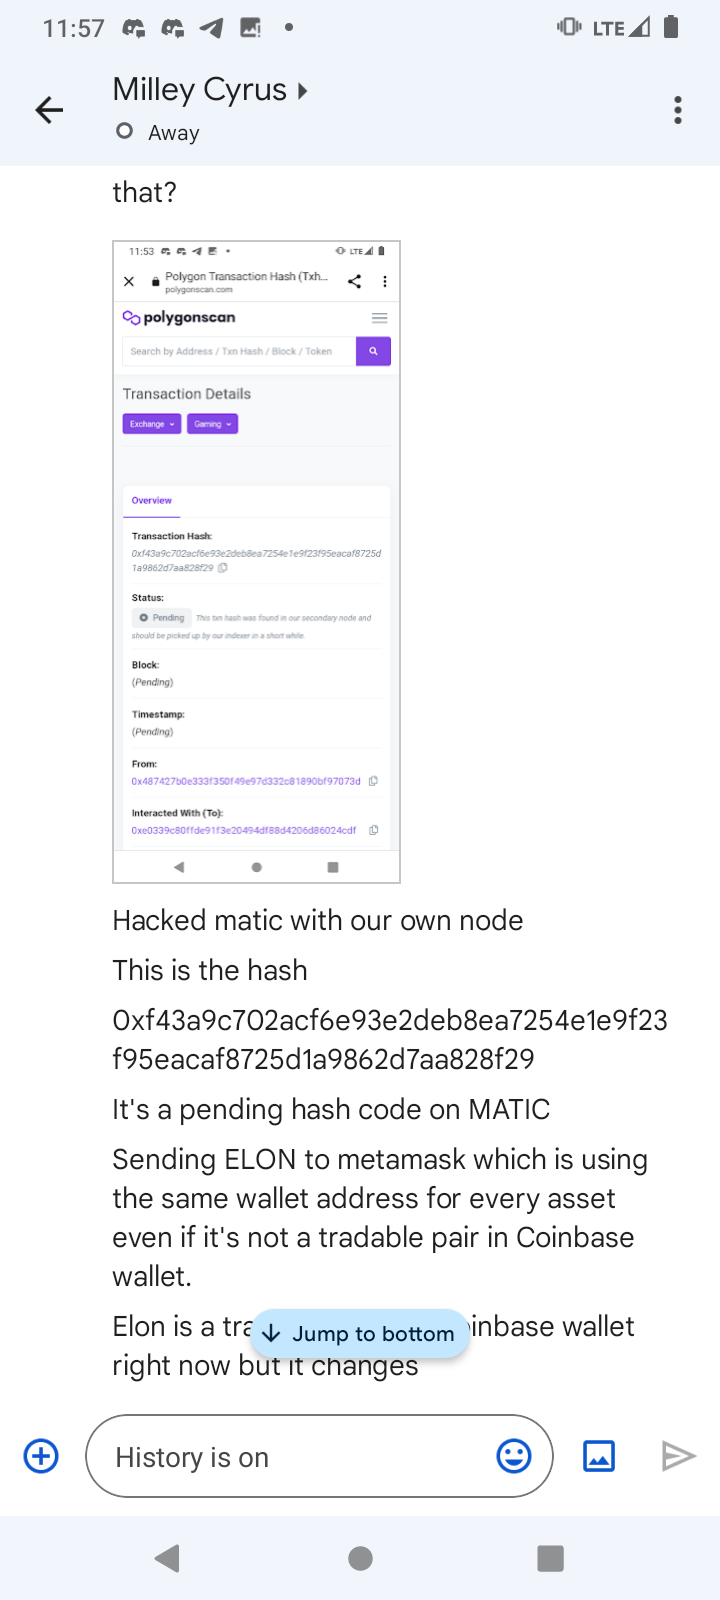 11:57
LTE
Milley Cyrus
Away
that?
11:53
LTE
Polygon Transaction Hash (Txh...
polygonscan.com
polygonscan
Search by Address / Txn Hash / Block / Token
Transaction Details
Exchange
Gaming
Overview
Transaction Hash:
0xf43a9c702acf6e93e2deb8ea7254e1e9f23f95eacaf8725d
1a9862d7aa828f29
Status:
Pending This txn hash was found in our secondary node and
should be picked up by our indexer in a short while.
Block:
(Pending)
Timestamp:
(Pending)
From:
0x487427b0e333f350f49e97d332c81890bf97073d
Interacted With (To):
0xe0339c80ffde91f3e20494df88d4206d86024cdf
Hacked matic with our own node
This is the hash
0xf43a9c702acf6e93e2deb8ea7254e1e9f23
f95eacaf8725d1a9862d7aa828f29
It's a pending hash code on MATIC
Sending ELON to metamask which is using
the same wallet address for every asset
even if it's not a tradable pair in Coinbase
wallet.
Elon is a wallet
Jump to bottom
right now but it changes
History is on